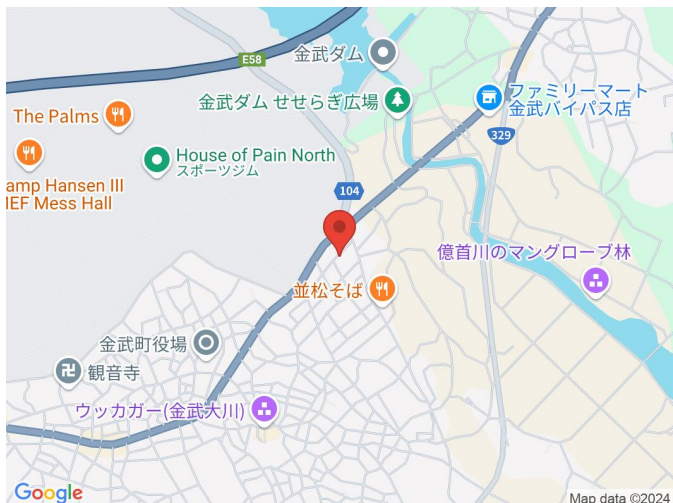 E58
金武ダム
The Palms
金武ダム せせらぎ広場
ファミリーマート
金武バイパス店
House of Pain North
スポーツジム
329
amp Hansen III
MEF Mess Hall
104
億首川のマングローブ林
並松そば
金武町役場
卍
観音寺
ウッカガー(金武大川)
Google
Map data ©2024